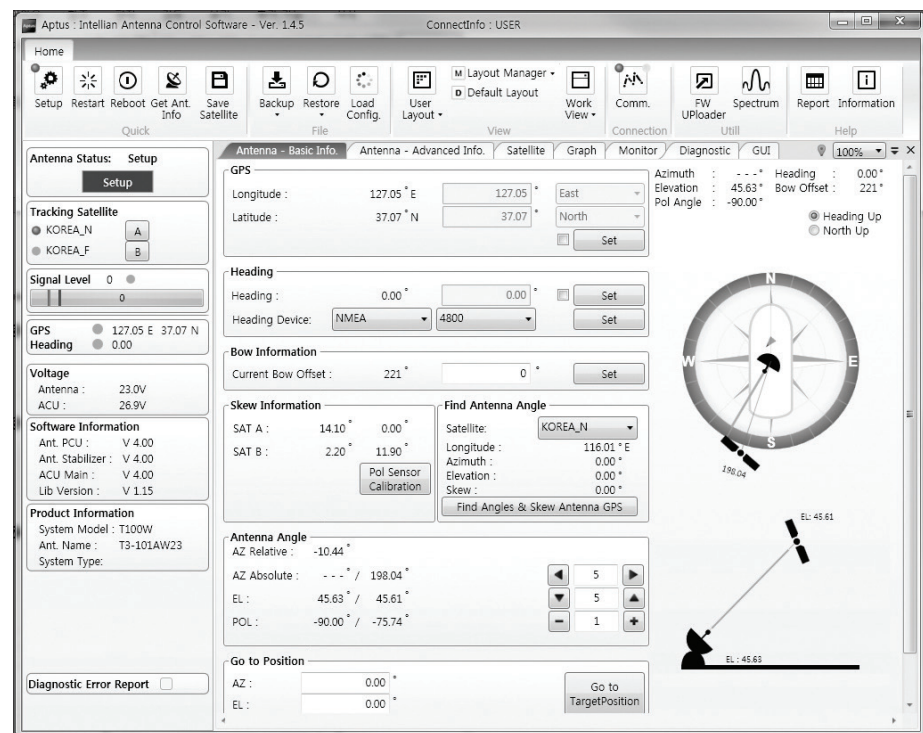 Aptus : Intellian Antenna Control Software - Ver. 1.4.5 ConnectInfo : USER
Home
Setup Restart Reboot Get Ant. Info Save Satellite
Quick
Backup Restore Load Config.
File
User Layout
M Layout Manager
D Default Layout
Work View
View
Comm.
Connection
FW UPloader Spectrum
Utill
Report Information
Help
Antenna Status: Setup
Setup
Tracking Satellite
KOREA_N A
KOREA_F B
Signal Level 0
0
GPS 127.05 E 37.07 N
Heading 0.00
Voltage
Antenna : 23.0V
ACU : 26.9V
Software Information
Ant. PCU : V 4.00
Ant. Stabilizer : V 4.00
ACU Main : V 4.00
Lib Version : V 1.15
Product Information
System Model : T100W
Ant. Name : T3-101AW23
System Type:
Diagnostic Error Report
Antenna - Basic Info. Antenna - Advanced Info. Satellite Graph Monitor Diagnostic GUI 100%
GPS
Longitude : 127.05 ° E 127.05 ° East
Latitude : 37.07 ° N 37.07 ° North
Set
Heading
Heading : 0.00 ° 0.00 ° Set
Heading Device: NMEA 4800 Set
Bow Information
Current Bow Offset : 221 ° 0 ° Set
Skew Information
SAT A : 14.10 ° 0.00 °
SAT B : 2.20 ° 11.90 °
Pol Sensor Calibration
Find Antenna Angle
Satellite: KOREA_N
Longitude : 116.01 ° E
Azimuth : 0.00 °
Elevation : 0.00 °
Skew : 0.00 °
Find Angles & Skew Antenna GPS
Antenna Angle
AZ Relative : -10.44 °
AZ Absolute : - - - ° / 198.04 ° 5
EL : 45.63 ° / 45.61 ° 5
POL : -90.00 ° / -75.74 ° 1
Go to Position
AZ : 0.00 °
EL : 0.00 °
Go to TargetPosition
Azimuth : - - - ° Heading : 0.00 °
Elevation : 45.63 ° Bow Offset : 221 °
Pol Angle : -90.00 °
Heading Up
North Up
N
W E
S
198.04
EL: 45.61
EL : 45.63